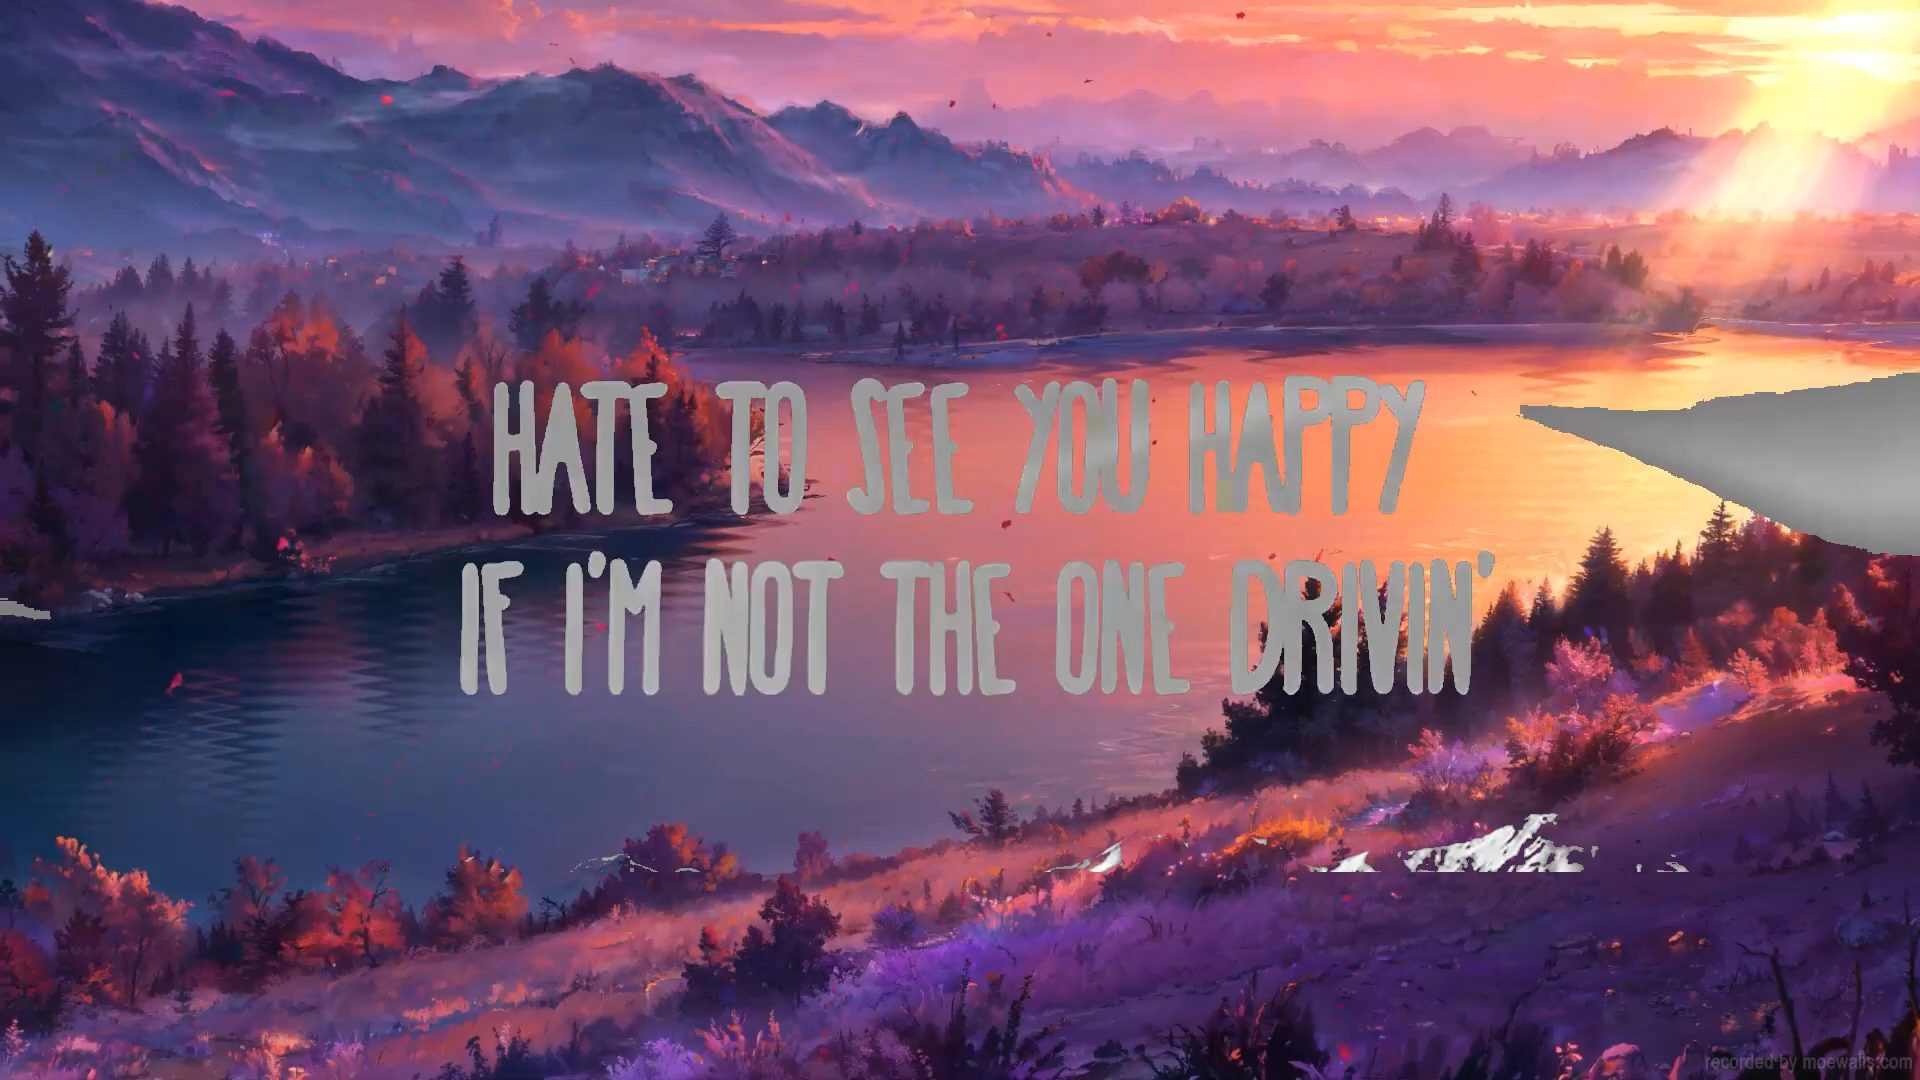 HATE TO SEE YOU HAPPY
IF I'M NOT THE ONE DRIVIN'
recorded by moewalls.com